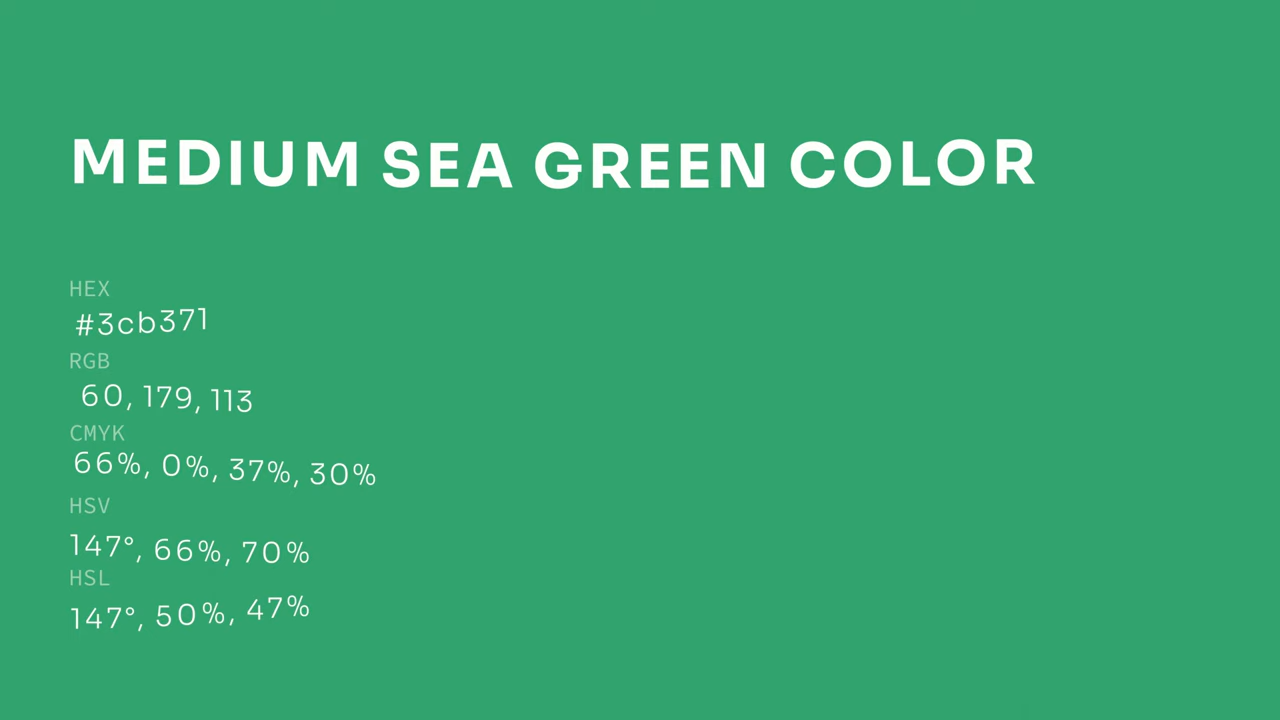 MEDIUM SEA GREEN COLOR
HEX
#3cb371
RGB
60, 179, 113
CMYK
66%, 0%, 37%, 30%
HSV
147°, 66%, 70%
HSL
147°, 50%, 47%